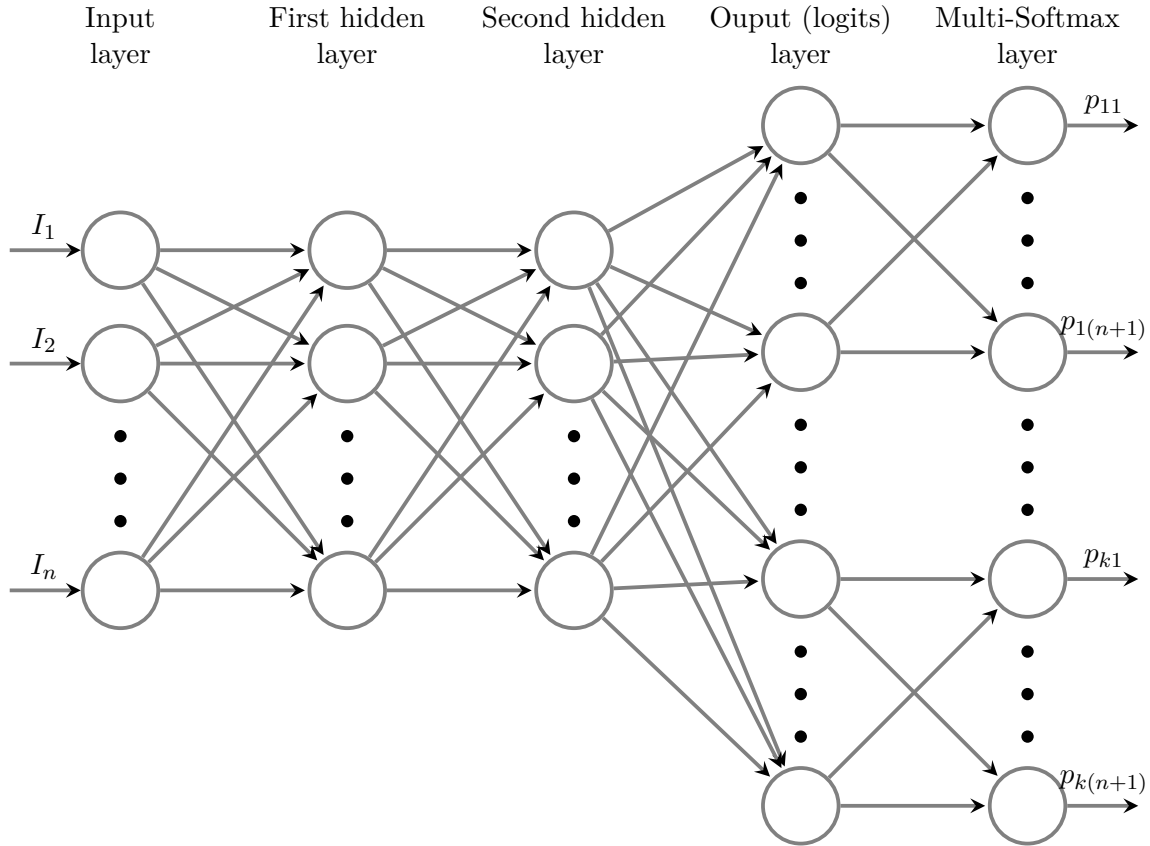 Input
layer
First hidden
layer
Second hidden
layer
Ouput (logits)
layer
Multi-Softmax
layer
I₁
I₂
Iₙ
p₁₁
p₁₍ₙ₊₁₎
pₖ₁
pₖ₍ₙ₊₁₎